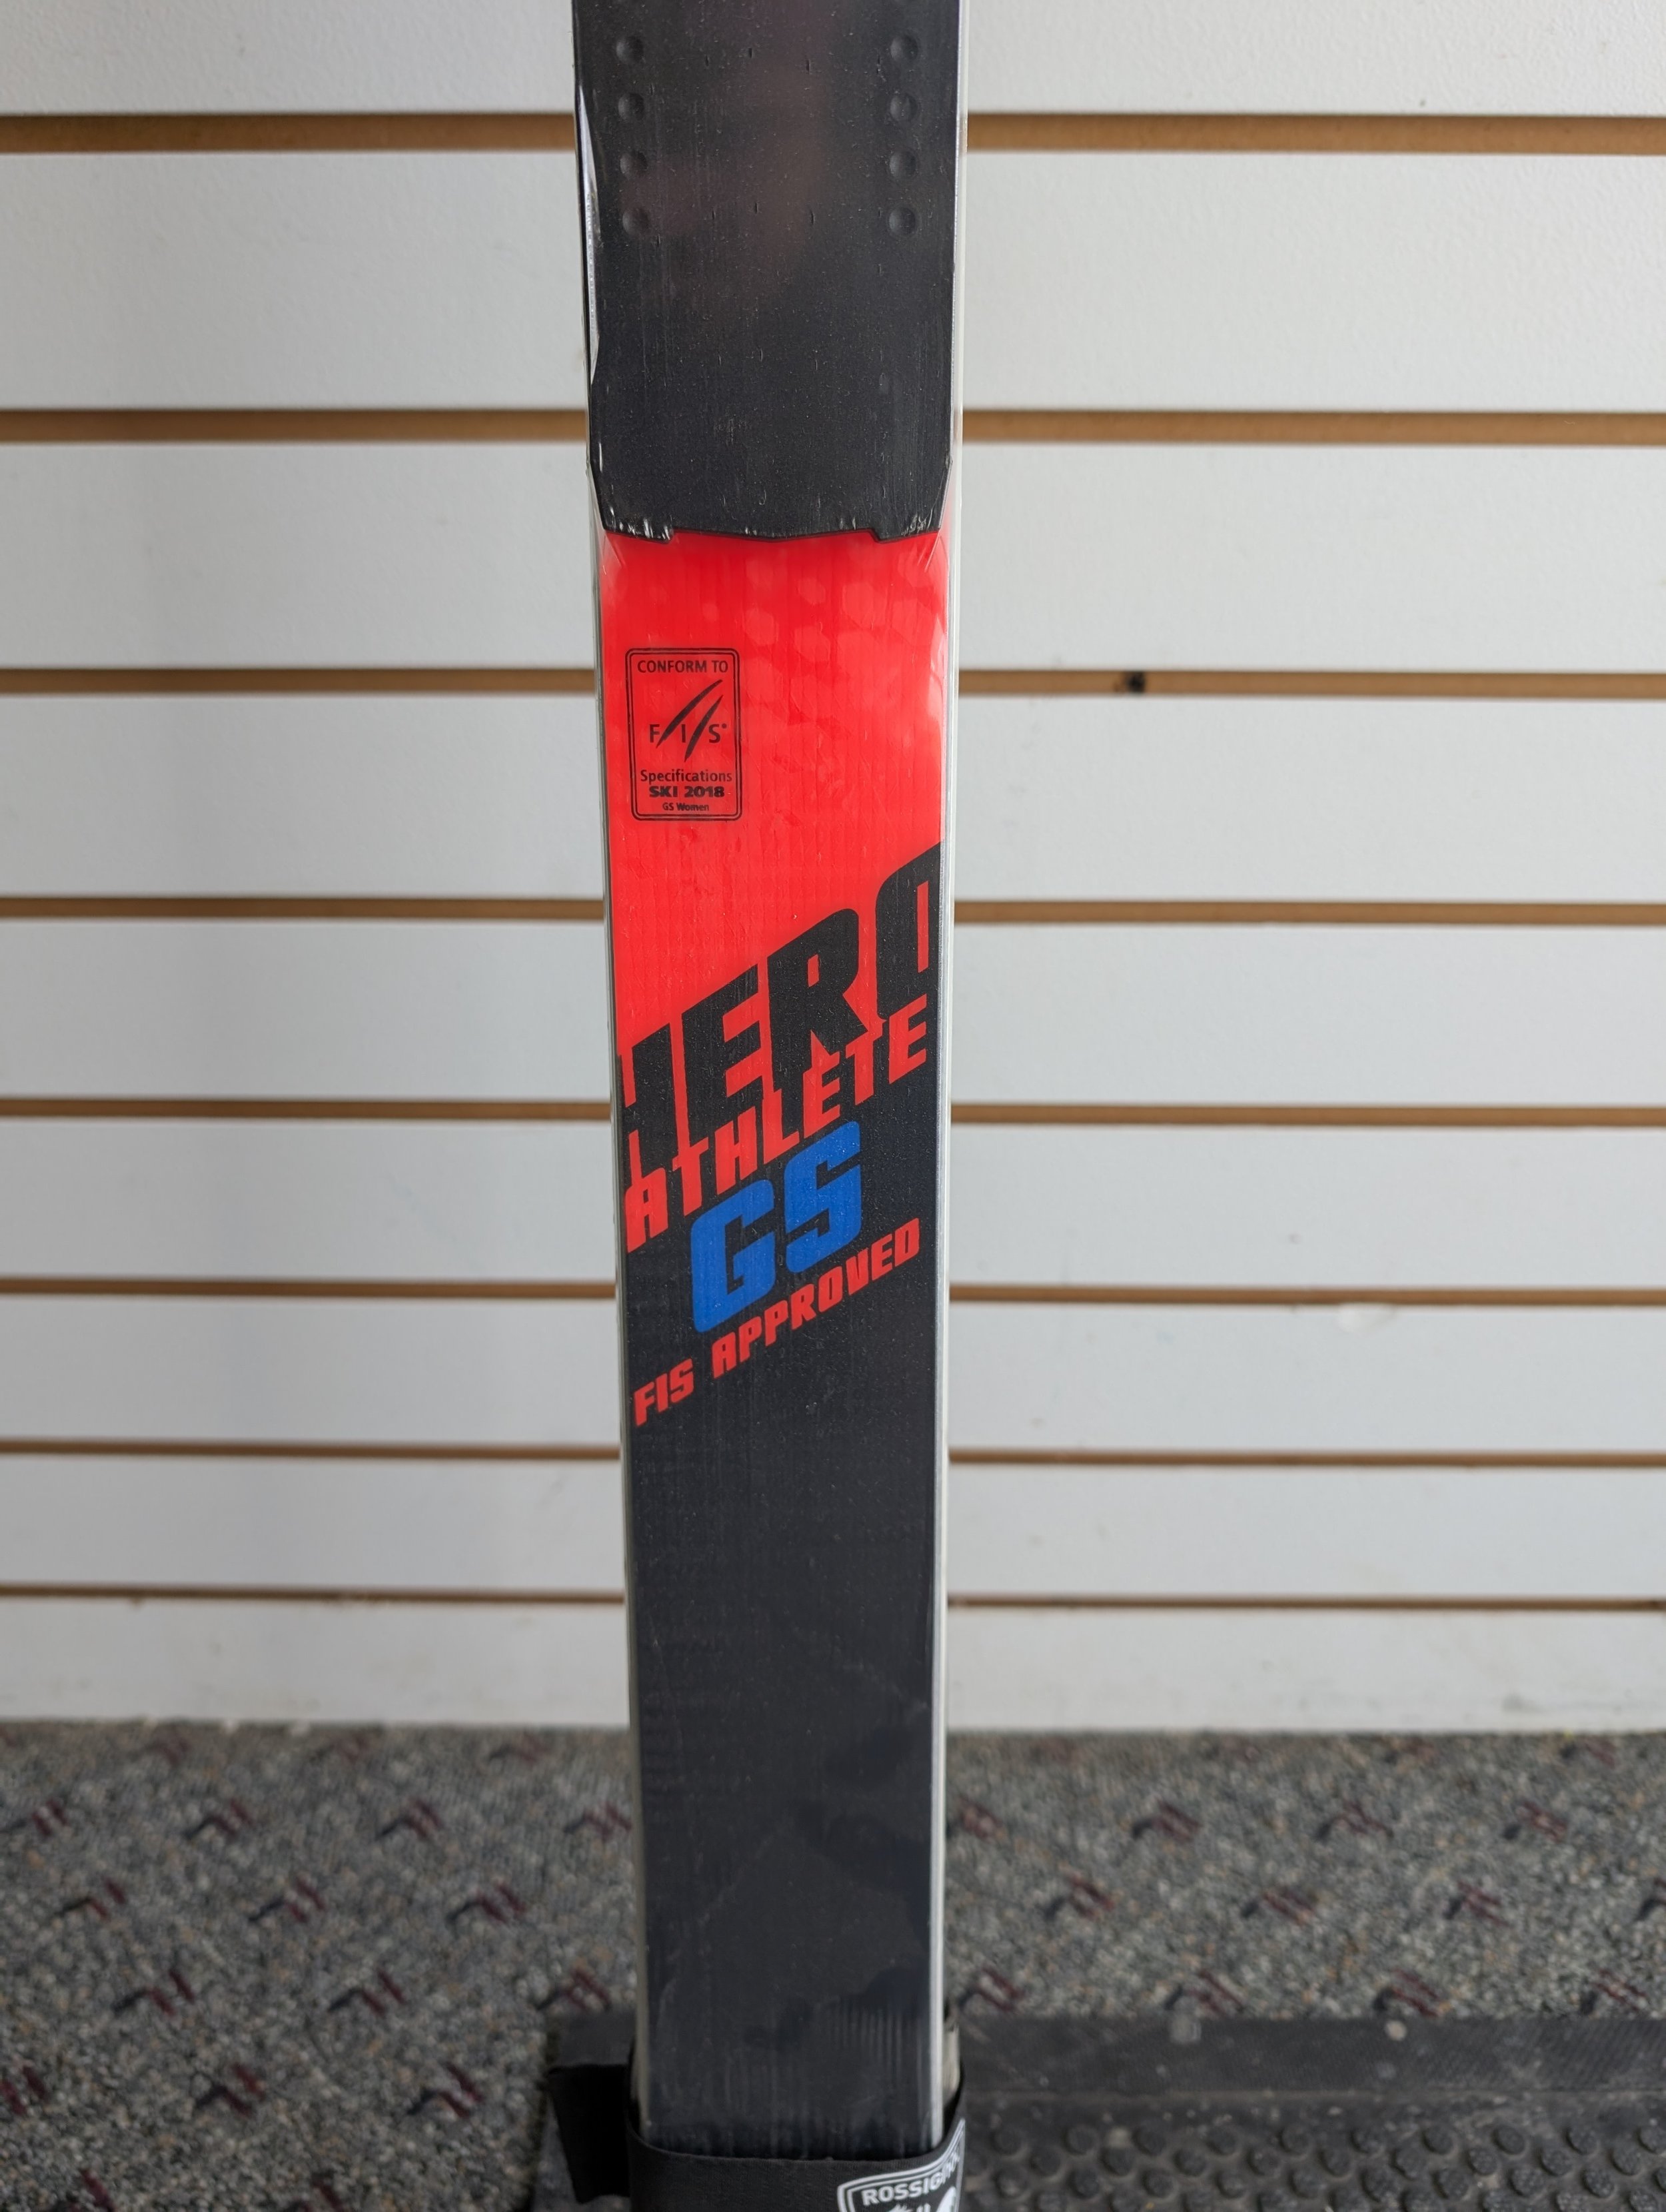 CONFORM TO
FIS®
Specifications
SKI 2018
GS Women
HERO
ATHLETE
GS
FIS APPROVED